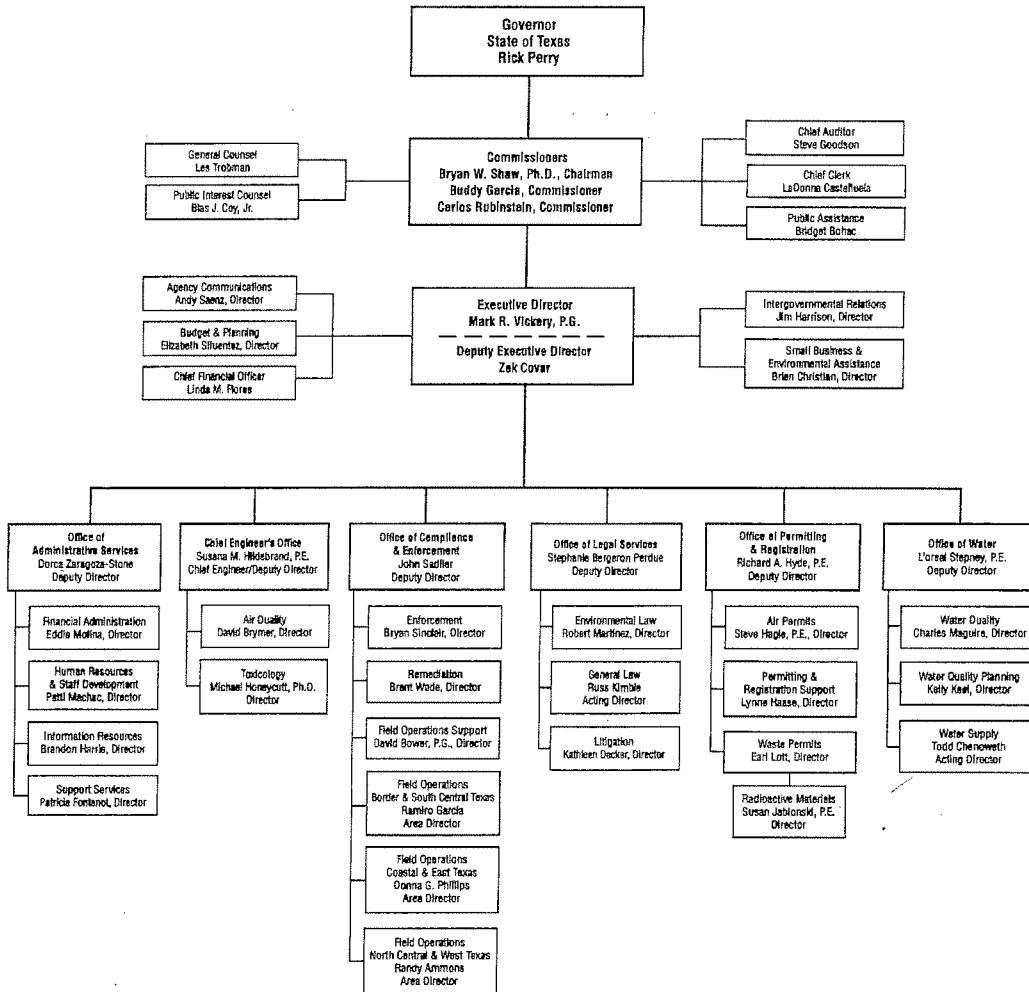 Governor
State of Texas
Rick Perry
General Counsel
Les Trobman
Public Interest Counsel
Blas J. Coy, Jr.
Commissioners
Bryan W. Shaw, Ph.D., Chairman
Buddy Garcia, Commissioner
Carlos Rubinstein, Commissioner
Chief Auditor
Steve Goodson
Chief Clerk
LaDonna Castañuela
Public Assistance
Bridget Bohac
Agency Communications
Andy Saenz, Director
Budget & Planning
Elizabeth Sifuentez, Director
Chief Financial Officer
Linda M. Flores
Executive Director
Mark R. Vickery, P.G.
Deputy Executive Director
Zak Covar
Intergovernmental Relations
Jim Harrison, Director
Small Business &
Environmental Assistance
Brian Christian, Director
Office of
Administrative Services
Dorca Zaragoza-Stone
Deputy Director
Financial Administration
Eddie Molina, Director
Human Resources
& Staff Development
Patti Machac, Director
Information Resources
Brandon Harris, Director
Support Services
Patricia Fontenot, Director
Chief Engineer's Office
Susana M. Hildebrand, P.E.
Chief Engineer/Deputy Director
Air Quality
David Brymer, Director
Toxicology
Michael Honeycutt, Ph.D.
Director
Office of Compliance
& Enforcement
John Sadlier
Deputy Director
Enforcement
Bryan Sinclair, Director
Remediation
Brent Wade, Director
Field Operations Support
David Bower, P.G., Director
Field Operations
Border & South Central Texas
Ramiro Garcia
Area Director
Field Operations
Coastal & East Texas
Donna G. Phillips
Area Director
Field Operations
North Central & West Texas
Randy Ammons
Area Director
Office of Legal Services
Stephanie Bergeron Perdue
Deputy Director
Environmental Law
Robert Martinez, Director
General Law
Russ Kimble
Acting Director
Litigation
Kathleen Decker, Director
Office of Permitting
& Registration
Richard A. Hyde, P.E.
Deputy Director
Air Permits
Steve Hagle, P.E., Director
Permitting &
Registration Support
Lynne Haase, Director
Waste Permits
Earl Lott, Director
Radioactive Materials
Susan Jablonski, P.E.
Director
Office of Water
L'oreal Stepney, P.E.
Deputy Director
Water Quality
Charles Maguire, Director
Water Quality Planning
Kelly Keel, Director
Water Supply
Todd Chenoweth
Acting Director